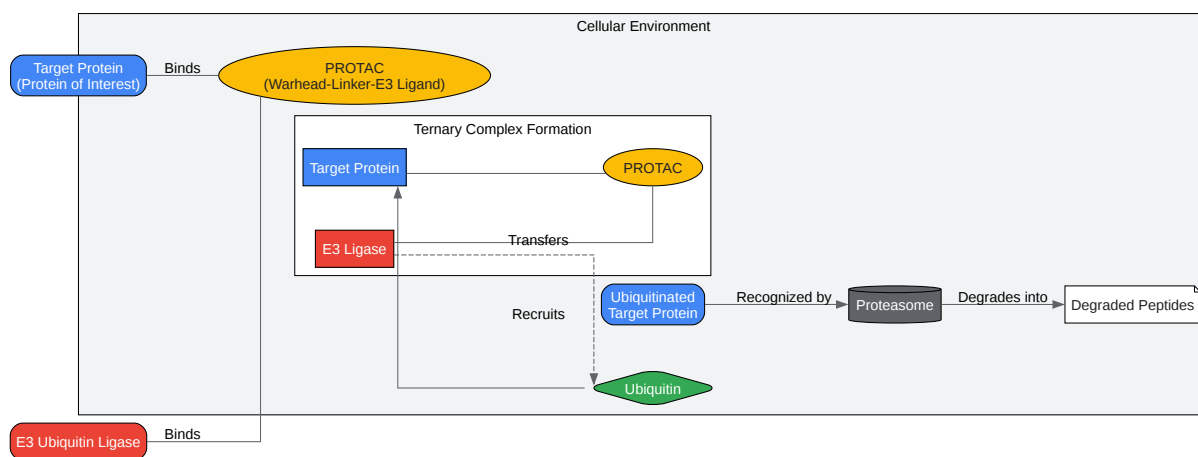 Cellular Environment
Target Protein
(Protein of Interest)
Binds
PROTAC
(Warhead-Linker-E3 Ligand)
Ternary Complex Formation
Target Protein
PROTAC
E3 Ligase
Transfers
Recruits
Ubiquitinated
Target Protein
Recognized by
Proteasome
Degrades into
Degraded Peptides
Ubiquitin
E3 Ubiquitin Ligase
Binds